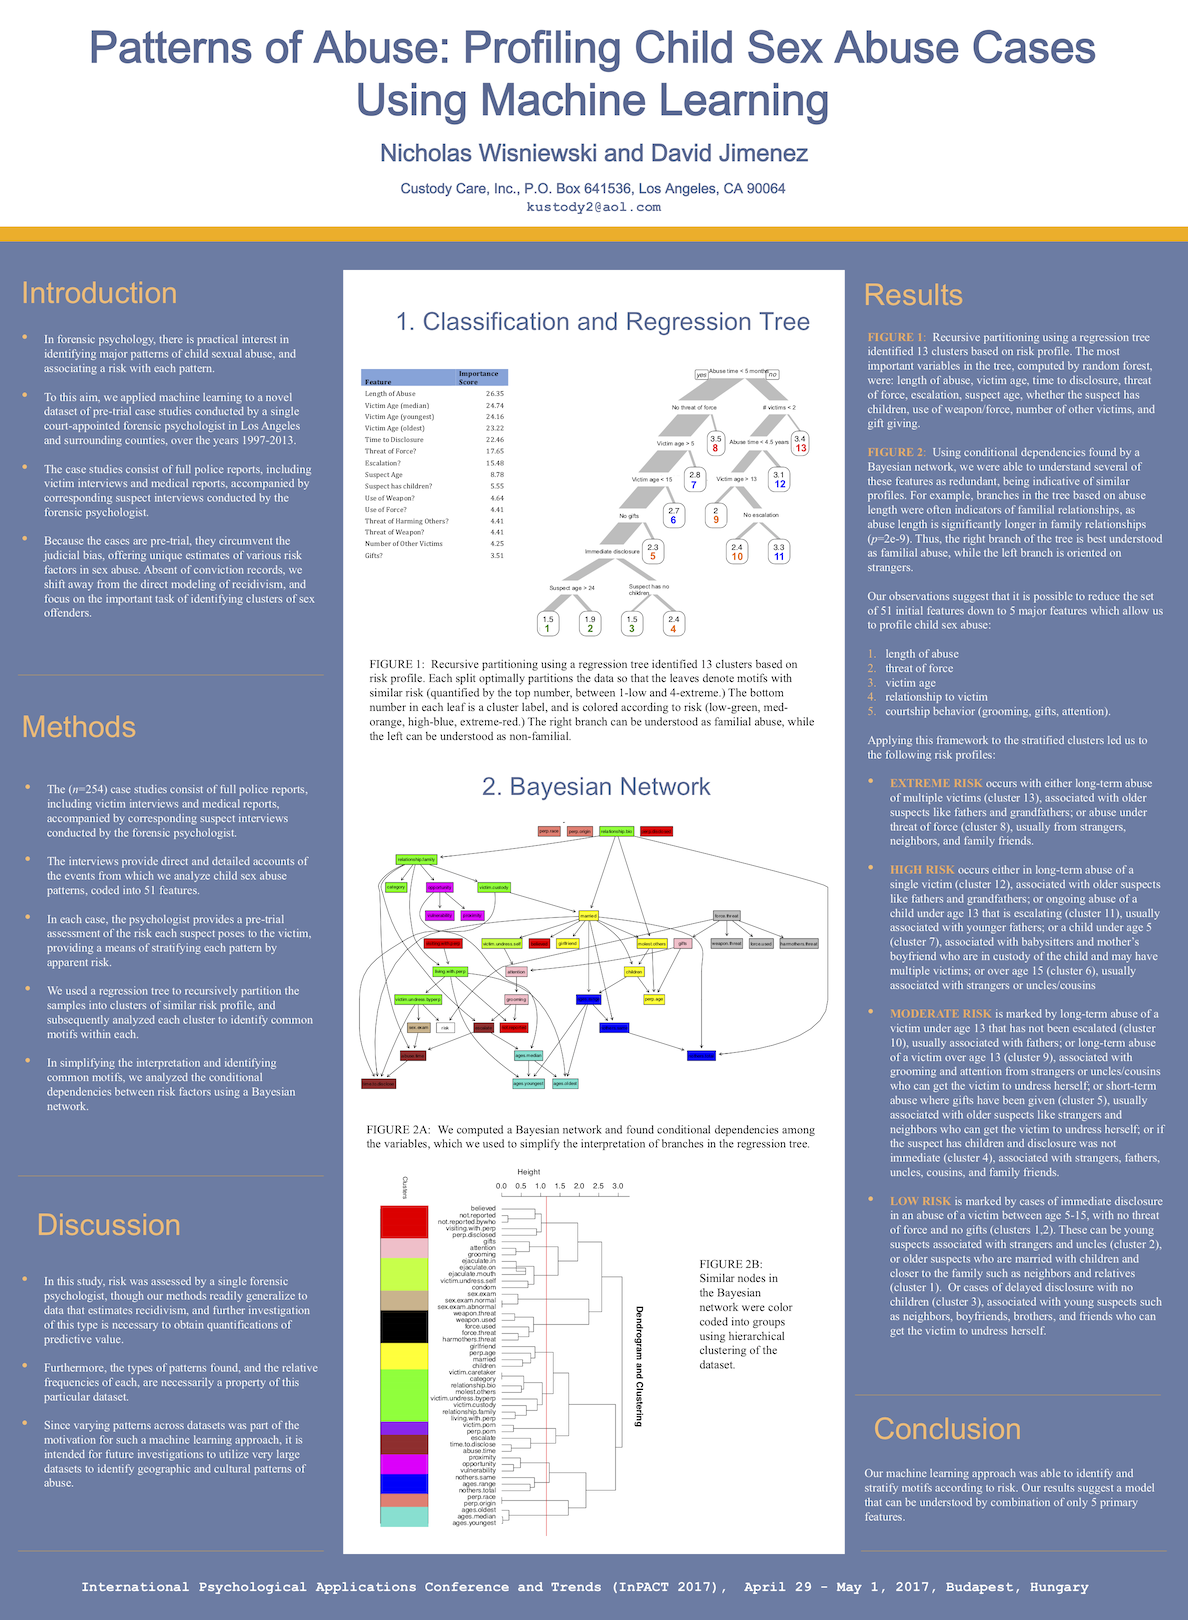 Patterns of Abuse: Profiling Child Sex Abuse Cases
Using Machine Learning
Nicholas Wisniewski and David Jimenez
Custody Care, Inc., P.O. Box 641536, Los Angeles, CA 90064
kustody2@aol.com
Introduction
• In forensic psychology, there is practical interest in
identifying major patterns of child sexual abuse, and
associating a risk with each pattern.
• To this aim, we applied machine learning to a novel
dataset of pre-trial case studies conducted by a single
court-appointed forensic psychologist in Los Angeles
and surrounding counties, over the years 1997-2013.
• The case studies consist of full police reports, including
victim interviews and medical reports, accompanied by
corresponding suspect interviews conducted by the
forensic psychologist.
• Because the cases are pre-trial, they circumvent the
judicial bias, offering unique estimates of various risk
factors in sex abuse. Absent of conviction records, we
shift away from the direct modeling of recidivism, and
focus on the important task of identifying clusters of sex
offenders.
Methods
• The (n=254) case studies consist of full police reports,
including victim interviews and medical reports,
accompanied by corresponding suspect interviews
conducted by the forensic psychologist.
• The interviews provide direct and detailed accounts of
the events from which we analyze child sex abuse
patterns, coded into 51 features.
• In each case, the psychologist provides a pre-trial
assessment of the risk each suspect poses to the victim,
providing a means of stratifying each pattern by
apparent risk.
• We used a regression tree to recursively partition the
samples into clusters of similar risk profile, and
subsequently analyzed each cluster to identify common
motifs within each.
• In simplifying the interpretation and identifying
common motifs, we analyzed the conditional
dependencies between risk factors using a Bayesian
network.
Discussion
• In this study, risk was assessed by a single forensic
psychologist, though our methods readily generalize to
data that estimates recidivism, and further investigation
of this type is necessary to obtain quantifications of
predictive value.
• Furthermore, the types of patterns found, and the relative
frequencies of each, are necessarily a property of this
particular dataset.
• Since varying patterns across datasets was part of the
motivation for such a machine learning approach, it is
intended for future investigations to utilize very large
datasets to identify geographic and cultural patterns of
abuse.
1. Classification and Regression Tree
Feature Importance Score
Length of Abuse 26.35
Victim Age (median) 24.74
Victim Age (youngest) 24.16
Victim Age (oldest) 23.22
Time to Disclosure 22.46
Threat of Force? 17.65
Escalation? 15.48
Suspect Age 8.78
Suspect has children? 5.55
Use of Weapon? 4.64
Use of Force? 4.41
Threat of Harming Others? 4.41
Threat of Weapon? 4.41
Number of Other Victims 4.25
Gifts? 3.51
yes Abuse time < 5 months no
No threat of force
# victims < 2
Victim age > 5
3.5
8
Abuse time < 4.5 years
3.4
13
Victim age < 15
2.8
7
Victim age > 13
3.1
12
No gifts
2.7
6
2
9
No escalation
Immediate disclosure
2.3
5
2.4
10
3.3
11
Suspect age > 24
Suspect has no
children
1.5
1
1.9
2
1.5
3
2.4
4
FIGURE 1: Recursive partitioning using a regression tree identified 13 clusters based on
risk profile. Each split optimally partitions the data so that the leaves denote motifs with
similar risk (quantified by the top number, between 1-low and 4-extreme.) The bottom
number in each leaf is a cluster label, and is colored according to risk (low-green, med-
orange, high-blue, extreme-red.) The right branch can be understood as familial abuse, while
the left can be understood as non-familial.
2. Bayesian Network
perp.race perp.origin relationship.bio
relationship.family
category opportunity victim.custody
vulnerability proximity married force.threat
victim.undress.self girlfriend molest.others gifts weapon.threat force.used harmothers.threat
living.with.perp attention children
victim.undress.byperp grooming perp.age
sex.exam risk
ages.median
ages.youngest ages.oldest
FIGURE 2A: We computed a Bayesian network and found conditional dependencies among
the variables, which we used to simplify the interpretation of branches in the regression tree.
Height
Clusters
0.0 0.5 1.0 1.5 2.0 2.5 3.0
believed
not.reported
not.reported.bywho
visiting.with.perp
perp.disclosed
gifts
attention
grooming
ejaculate.in
ejaculate.on
ejaculate.mouth
victim.undress.self
condom
sex.exam
sex.exam.normal
sex.exam.abnormal
weapon.threat
weapon.used
force.used
force.threat
harmothers.threat
girlfriend
perp.age
married
children
victim.caretaker
category
relationship.bio
molest.others
victim.undress.byperp
victim.custody
relationship.family
living.with.perp
victim.porn
perp.porn
escalate
time.to.disclose
abuse.time
proximity
opportunity
vulnerability
nothers.same
ages.range
nothers.total
perp.race
perp.origin
ages.oldest
ages.median
ages.youngest
Dendrogram and Clustering
FIGURE 2B:
Similar nodes in
the Bayesian
network were color
coded into groups
using hierarchical
clustering of the
dataset.
Results
FIGURE 1: Recursive partitioning using a regression tree
identified 13 clusters based on risk profile. The most
important variables in the tree, computed by random forest,
were: length of abuse, victim age, time to disclosure, threat
of force, escalation, suspect age, whether the suspect has
children, use of weapon/force, number of other victims, and
gift giving.
FIGURE 2: Using conditional dependencies found by a
Bayesian network, we were able to understand several of
these features as redundant, being indicative of similar
profiles. For example, branches in the tree based on abuse
length were often indicators of familial relationships, as
abuse length is significantly longer in family relationships
(p=2e-9). Thus, the right branch of the tree is best understood
as familial abuse, while the left branch is oriented on
strangers.
Our observations suggest that it is possible to reduce the set
of 51 initial features down to 5 major features which allow us
to profile child sex abuse:
1. length of abuse
2. threat of force
3. victim age
4. relationship to victim
5. courtship behavior (grooming, gifts, attention).
Applying this framework to the stratified clusters led us to
the following risk profiles:
• EXTREME RISK occurs with either long-term abuse
of multiple victims (cluster 13), associated with older
suspects like fathers and grandfathers; or abuse under
threat of force (cluster 8), usually from strangers,
neighbors, and family friends.
• HIGH RISK occurs either in long-term abuse of a
single victim (cluster 12), associated with older suspects
like fathers and grandfathers; or ongoing abuse of a
child under age 13 that is escalating (cluster 11), usually
associated with younger fathers; or a child under age 5
(cluster 7), associated with babysitters and mother's
boyfriend who are in custody of the child and may have
multiple victims; or over age 15 (cluster 6), usually
associated with strangers or uncles/cousins
• MODERATE RISK is marked by long-term abuse of a
victim under age 13 that has not been escalated (cluster
10), usually associated with fathers; or long-term abuse
of a victim over age 13 (cluster 9), associated with
grooming and attention from strangers or uncles/cousins
who can get the victim to undress herself; or short-term
abuse where gifts have been given (cluster 5), usually
associated with older suspects like strangers and
neighbors who can get the victim to undress herself; or if
the suspect has children and disclosure was not
immediate (cluster 4), associated with strangers, fathers,
uncles, cousins, and family friends.
• LOW RISK is marked by cases of immediate disclosure
in an abuse of a victim between age 5-15, with no threat
of force and no gifts (clusters 1,2). These can be young
suspects associated with strangers and uncles (cluster 2),
or older suspects who are married with children and
closer to the family such as neighbors and relatives
(cluster 1). Or cases of delayed disclosure with no
children (cluster 3), associated with young suspects such
as neighbors, boyfriends, brothers, and friends who can
get the victim to undress herself.
Conclusion
Our machine learning approach was able to identify and
stratify motifs according to risk. Our results suggest a model
that can be understood by combination of only 5 primary
features.
International Psychological Applications Conference and Trends (InPACT 2017), April 29 - May 1, 2017, Budapest, Hungary